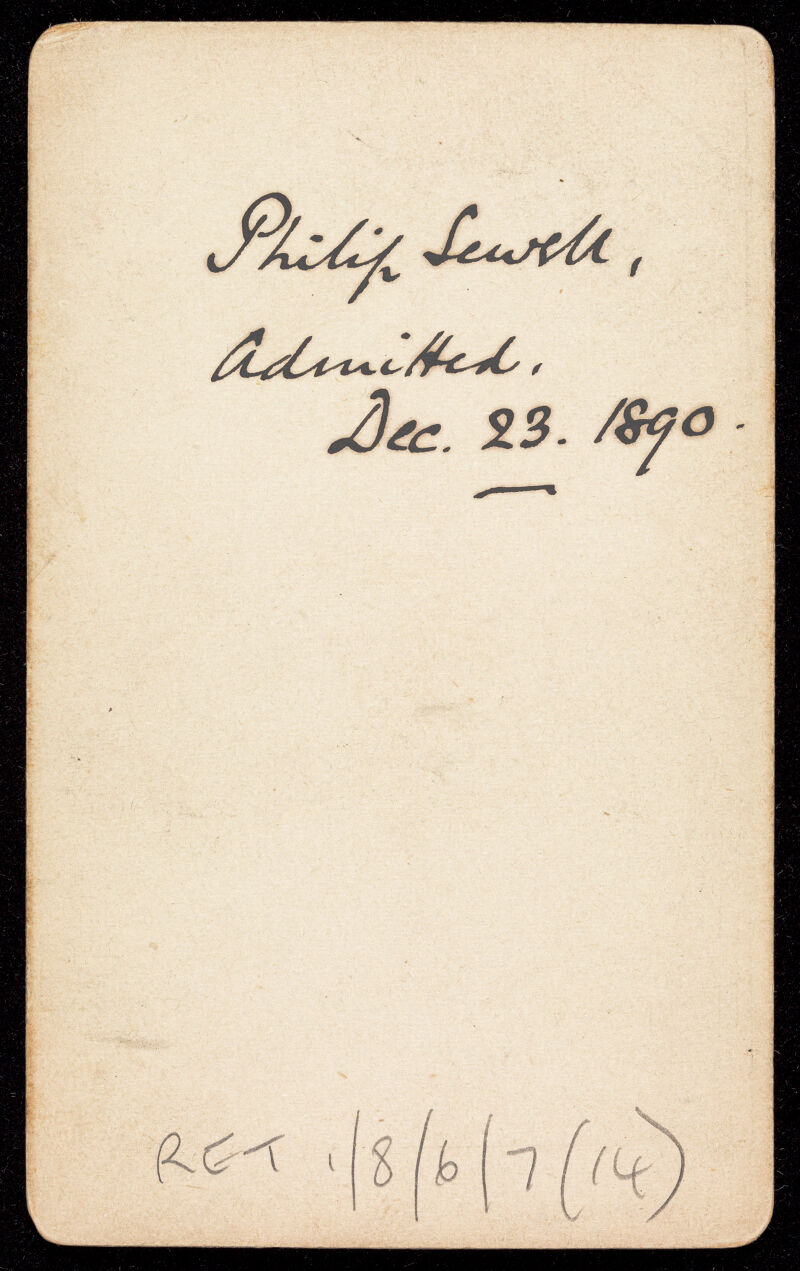 Philip Sewell,
Admitted.
Dec. 23. 1890.
RET 1/8/6/7(14)